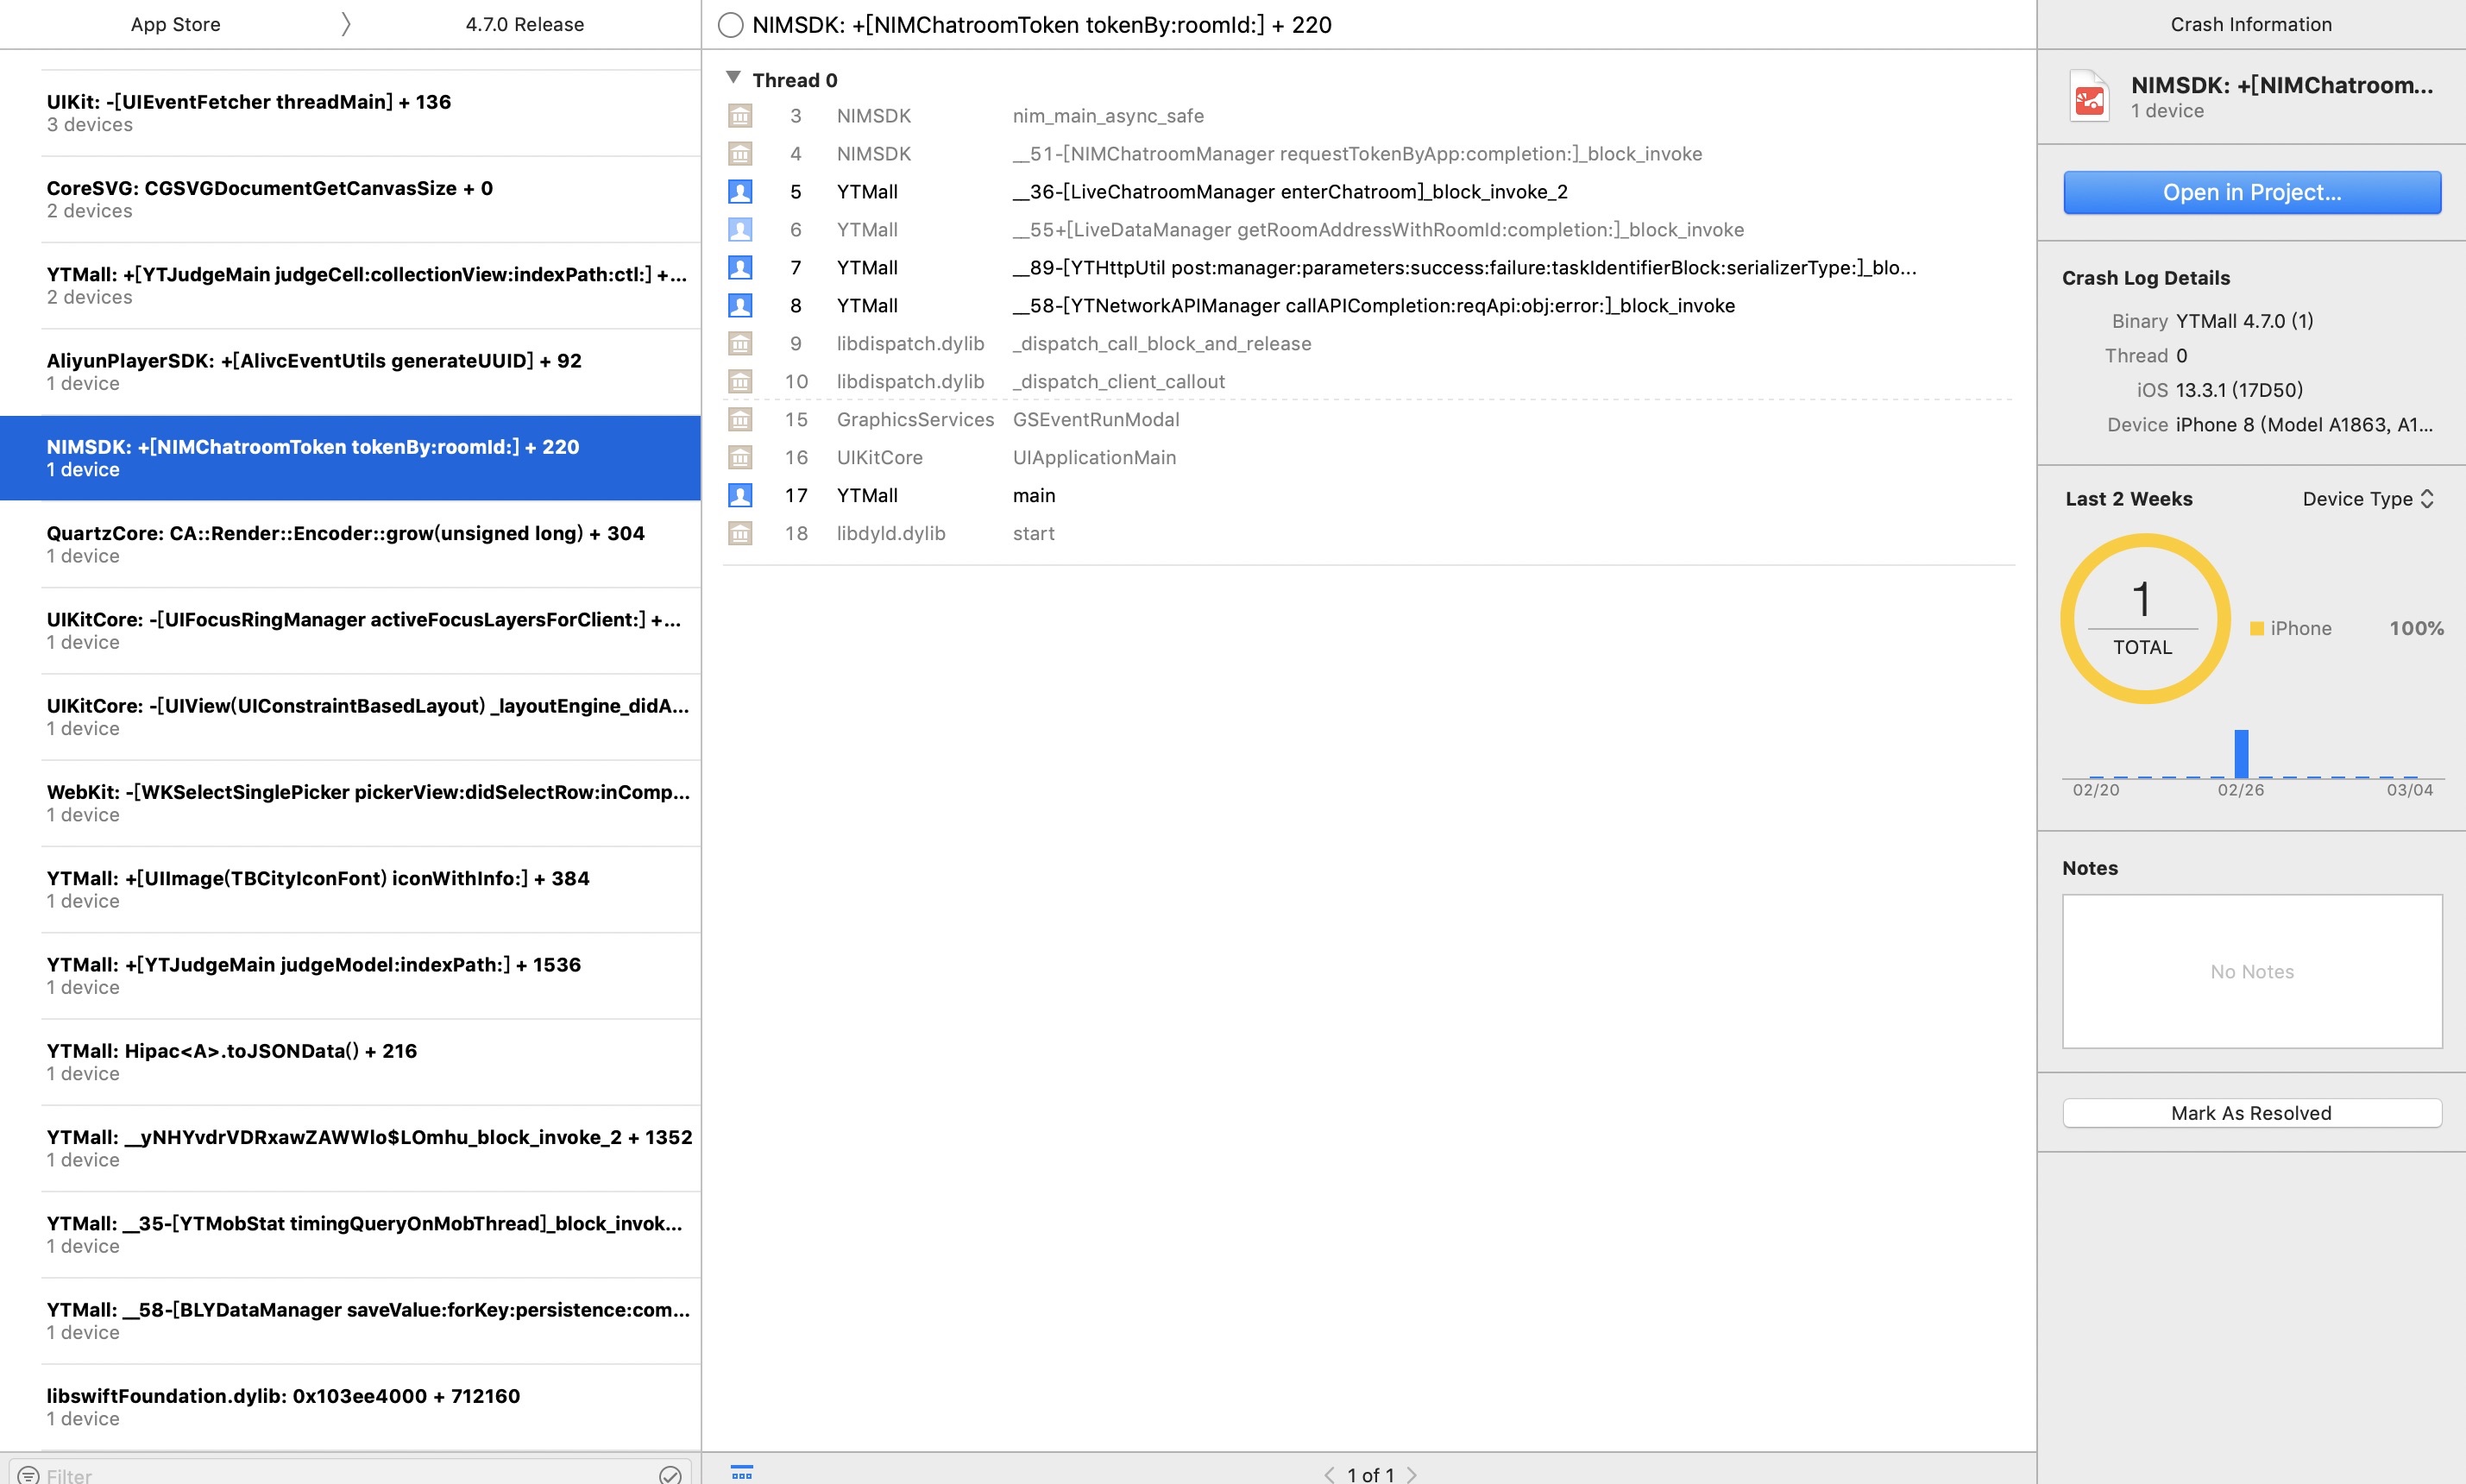 App Store
4.7.0 Release
UIKit: -[UIEventFetcher threadMain] + 136
3 devices
CoreSVG: CGSVGDocumentGetCanvasSize + 0
2 devices
YTMall: +[YTJudgeMain judgeCell:collectionView:indexPath:ctl:] +...
2 devices
AliyunPlayerSDK: +[AlivcEventUtils generateUUID] + 92
1 device
NIMSDK: +[NIMChatroomToken tokenBy:roomId:] + 220
1 device
QuartzCore: CA::Render::Encoder::grow(unsigned long) + 304
1 device
UIKitCore: -[UIFocusRingManager activeFocusLayersForClient:] +...
1 device
UIKitCore: -[UIView(UIConstraintBasedLayout) _layoutEngine_didA...
1 device
WebKit: -[WKSelectSinglePicker pickerView:didSelectRow:inComp...
1 device
YTMall: +[UIImage(TBCityIconFont) iconWithInfo:] + 384
1 device
YTMall: +[YTJudgeMain judgeModel:indexPath:] + 1536
1 device
YTMall: Hipac<A>.toJSONData() + 216
1 device
YTMall: __yNHYvdrVDRxawZAWWlo$LOmhu_block_invoke_2 + 1352
1 device
YTMall: __35-[YTMobStat timingQueryOnMobThread]_block_invok...
1 device
YTMall: __58-[BLYDataManager saveValue:forKey:persistence:com...
1 device
libswiftFoundation.dylib: 0x103ee4000 + 712160
1 device
Filter
NIMSDK: +[NIMChatroomToken tokenBy:roomId:] + 220
Thread 0
3 NIMSDK nim_main_async_safe
4 NIMSDK __51-[NIMChatroomManager requestTokenByApp:completion:]_block_invoke
5 YTMall __36-[LiveChatroomManager enterChatroom]_block_invoke_2
6 YTMall __55+[LiveDataManager getRoomAddressWithRoomId:completion:]_block_invoke
7 YTMall __89-[YTHttpUtil post:manager:parameters:success:failure:taskIdentifierBlock:serializerType:]_blo...
8 YTMall __58-[YTNetworkAPIManager callAPICompletion:reqApi:obj:error:]_block_invoke
9 libdispatch.dylib _dispatch_call_block_and_release
10 libdispatch.dylib _dispatch_client_callout
15 GraphicsServices GSEventRunModal
16 UIKitCore UIApplicationMain
17 YTMall main
18 libdyld.dylib start
1 of 1
Crash Information
NIMSDK: +[NIMChatroom...
1 device
Open in Project...
Crash Log Details
Binary YTMall 4.7.0 (1)
Thread 0
iOS 13.3.1 (17D50)
Device iPhone 8 (Model A1863, A1...
Last 2 Weeks
Device Type
1
TOTAL
iPhone 100%
02/20
02/26
03/04
Notes
No Notes
Mark As Resolved